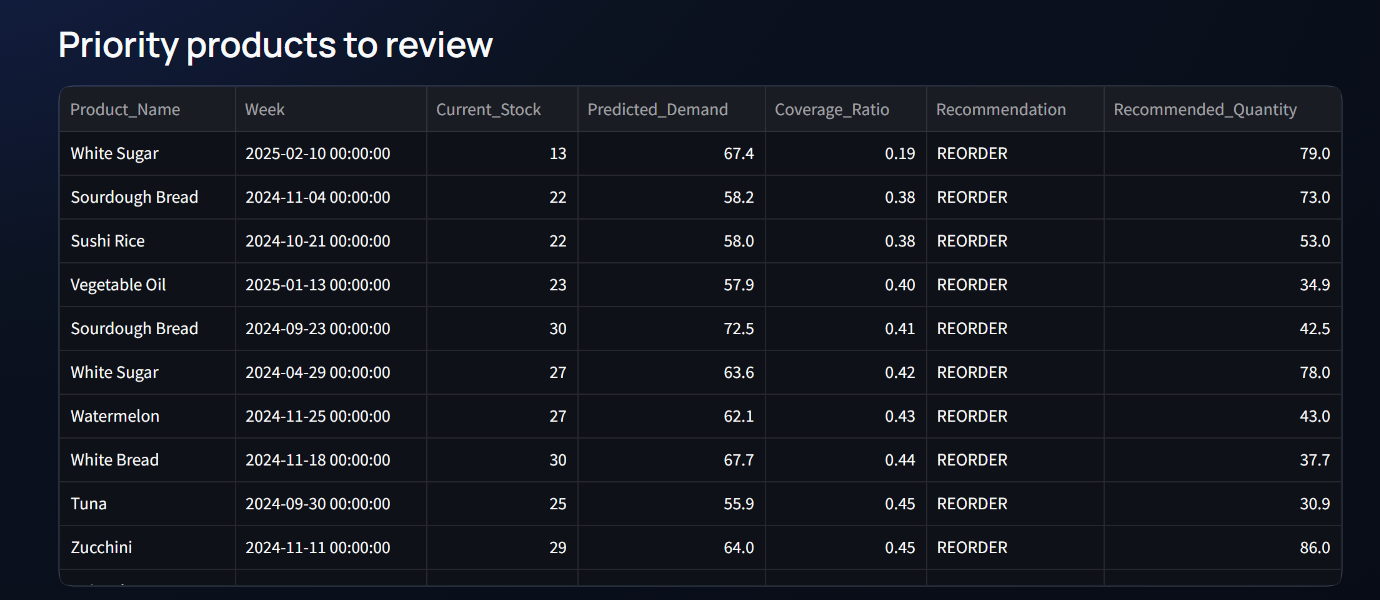 Priority products to review
Product_Name Week Current_Stock Predicted_Demand Coverage_Ratio Recommendation Recommended_Quantity
White Sugar 2025-02-10 00:00:00 13 67.4 0.19 REORDER 79.0
Sourdough Bread 2024-11-04 00:00:00 22 58.2 0.38 REORDER 73.0
Sushi Rice 2024-10-21 00:00:00 22 58.0 0.38 REORDER 53.0
Vegetable Oil 2025-01-13 00:00:00 23 57.9 0.40 REORDER 34.9
Sourdough Bread 2024-09-23 00:00:00 30 72.5 0.41 REORDER 42.5
White Sugar 2024-04-29 00:00:00 27 63.6 0.42 REORDER 78.0
Watermelon 2024-11-25 00:00:00 27 62.1 0.43 REORDER 43.0
White Bread 2024-11-18 00:00:00 30 67.7 0.44 REORDER 37.7
Tuna 2024-09-30 00:00:00 25 55.9 0.45 REORDER 30.9
Zucchini 2024-11-11 00:00:00 29 64.0 0.45 REORDER 86.0